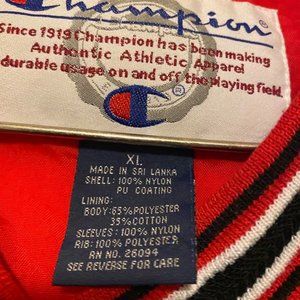 Champion
Since 1919 Champion has been making
Authentic Athletic Apparel
durable usage on and off the playing field.
XL
MADE IN SRI LANKA
SHELL: 100% NYLON
PU COATING
LINING:
BODY: 65% POLYESTER
35% COTTON
SLEEVES: 100% NYLON
RIB: 100% POLYESTER
RN NO. 26094
SEE REVERSE FOR CARE